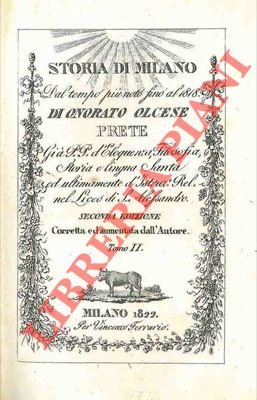 STORIA DI MILANO
Dal tempo più noto fino al 1818.
DI ONORATO OLCESE
PRETE
Già P. P. d'Eloquenza, Filosofia,
Storia e lingua Santa
ed ultimamente d'Istruz. Rel.
nel Liceo di S. Alessandro.
SECONDA EDIZIONE
Corretta ed aumentata dall'Autore.
Tomo II.
MILANO 1822.
Per Vincenzo Ferrario.
LIBRERIA PIANI